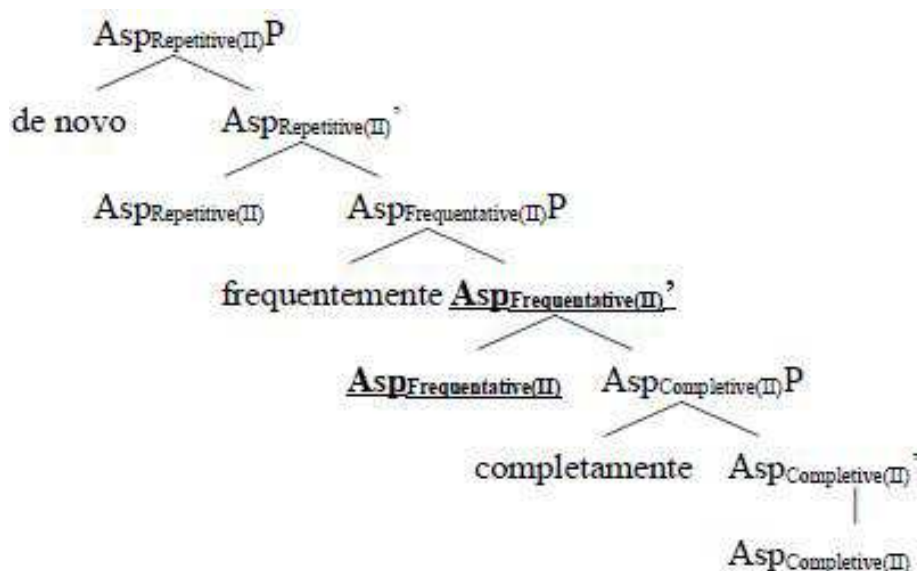 AspRepetitive(II)P
de novo AspRepetitive(II)’
AspRepetitive(II) AspFrequentative(II)P
frequentemente AspFrequentative(II)’
AspFrequentative(II) AspCompletive(II)P
completamente AspCompletive(II)’
AspCompletive(II)